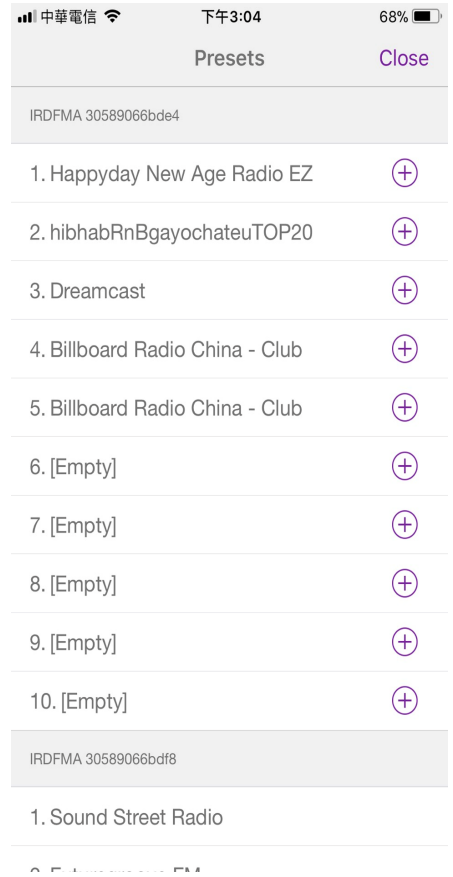 中華電信 下午3:04 68%
Presets Close
IRDFMA 30589066bde4
1. Happyday New Age Radio EZ
2. hibhabRnBgayochateuTOP20
3. Dreamcast
4. Billboard Radio China - Club
5. Billboard Radio China - Club
6. [Empty]
7. [Empty]
8. [Empty]
9. [Empty]
10. [Empty]
IRDFMA 30589066bdf8
1. Sound Street Radio